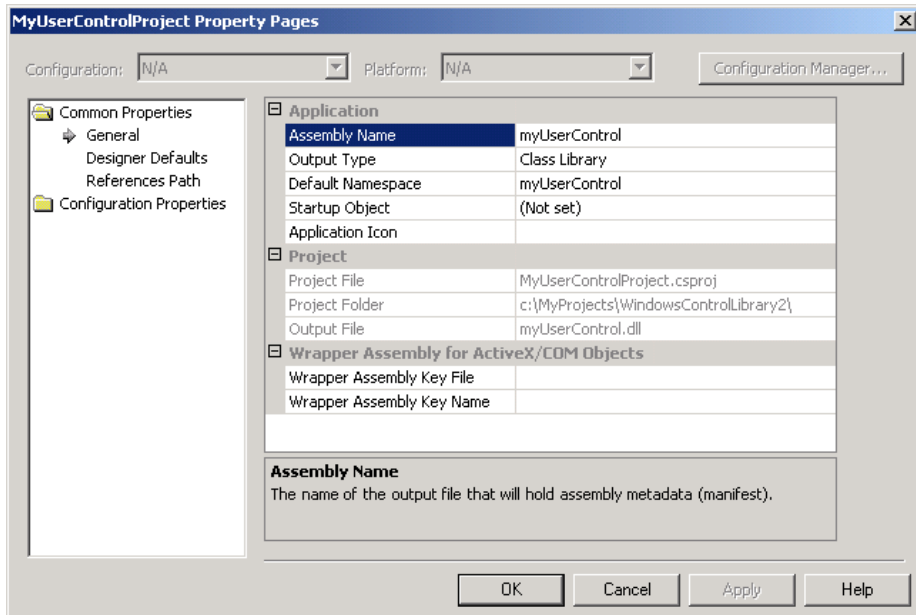 MyUserControlProject Property Pages
Configuration: N/A Platform: N/A Configuration Manager...
Common Properties
General
Designer Defaults
References Path
Configuration Properties
Application
Assembly Name myUserControl
Output Type Class Library
Default Namespace myUserControl
Startup Object (Not set)
Application Icon
Project
Project File MyUserControlProject.csproj
Project Folder c:\MyProjects\WindowsControlLibrary2\
Output File myUserControl.dll
Wrapper Assembly for ActiveX/COM Objects
Wrapper Assembly Key File
Wrapper Assembly Key Name
Assembly Name
The name of the output file that will hold assembly metadata (manifest).
OK Cancel Apply Help